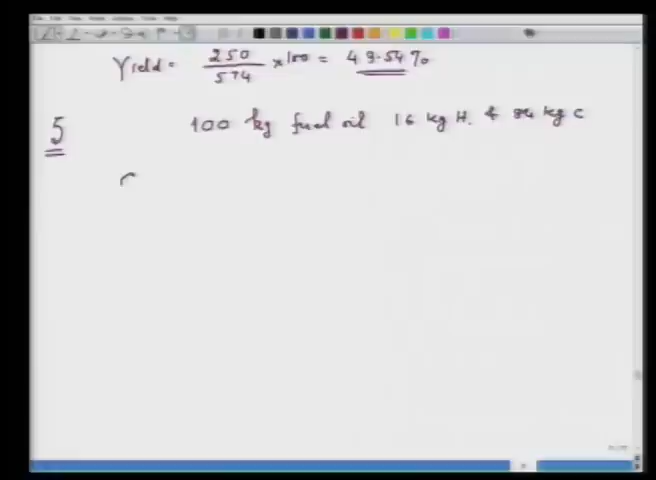 Yield = 250/574 × 100 = 43.54 %
5 100 kg fuel oil 16 kg H. & 84 kg C